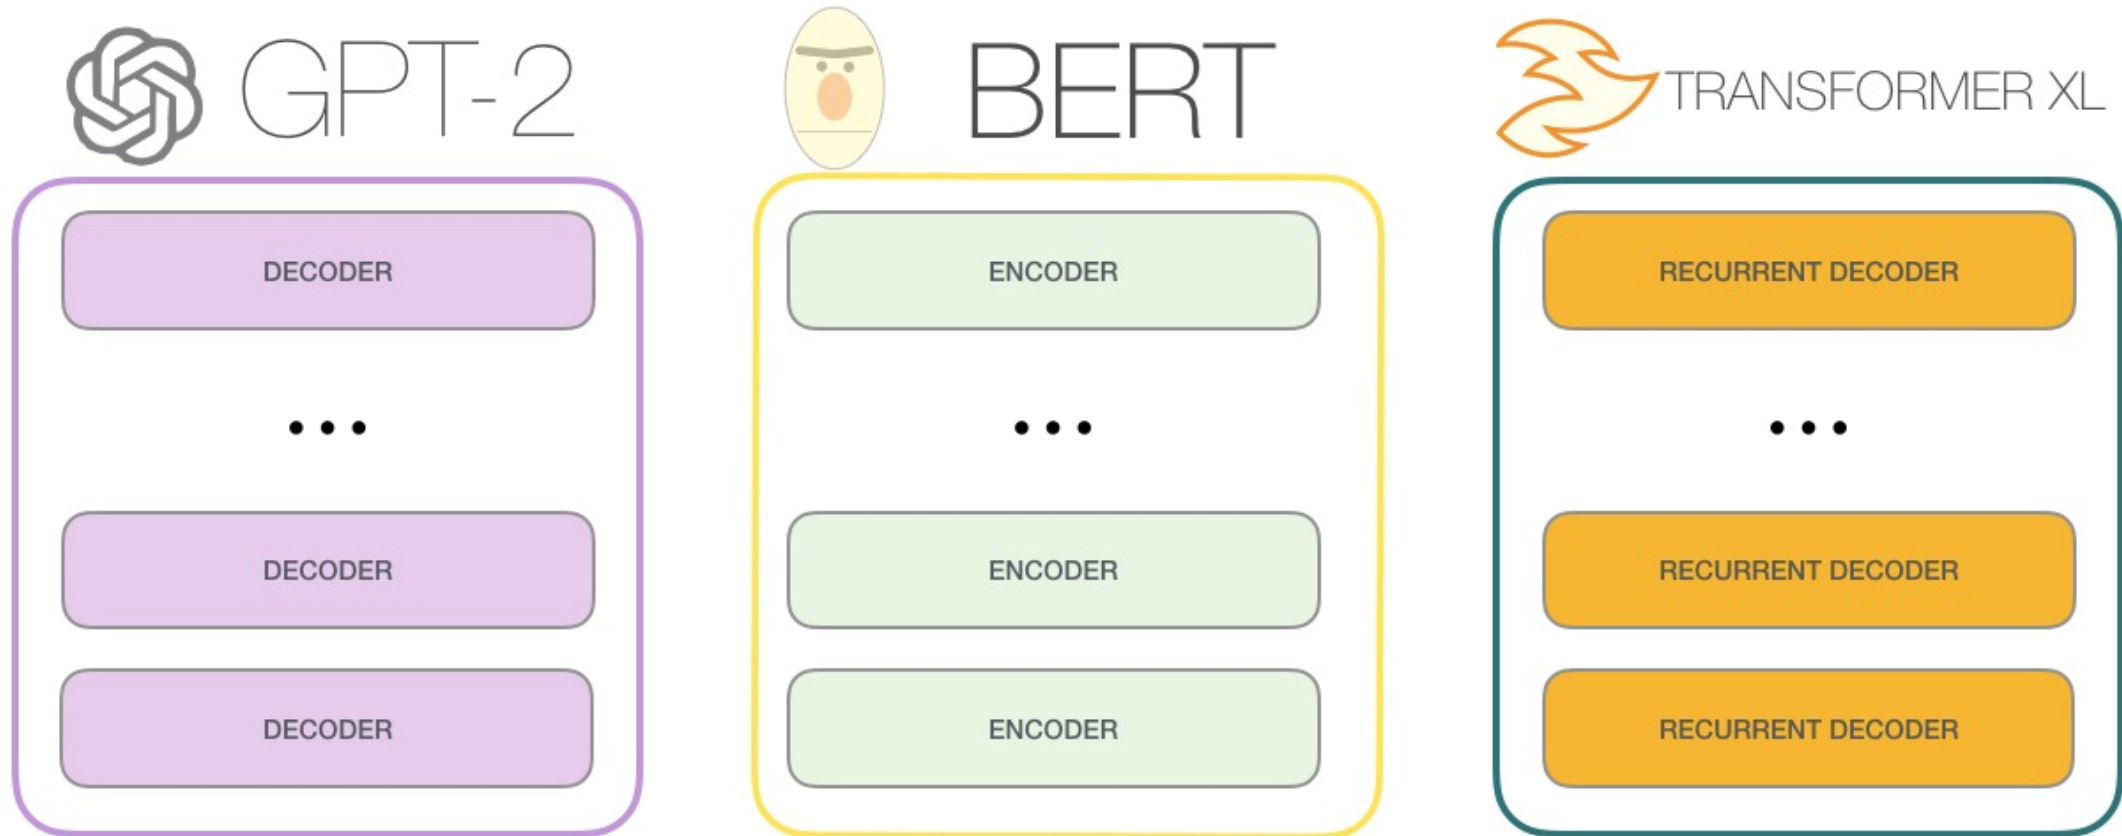 GPT-2
DECODER
• • •
DECODER
DECODER
BERT
ENCODER
• • •
ENCODER
ENCODER
TRANSFORMER XL
RECURRENT DECODER
• • •
RECURRENT DECODER
RECURRENT DECODER